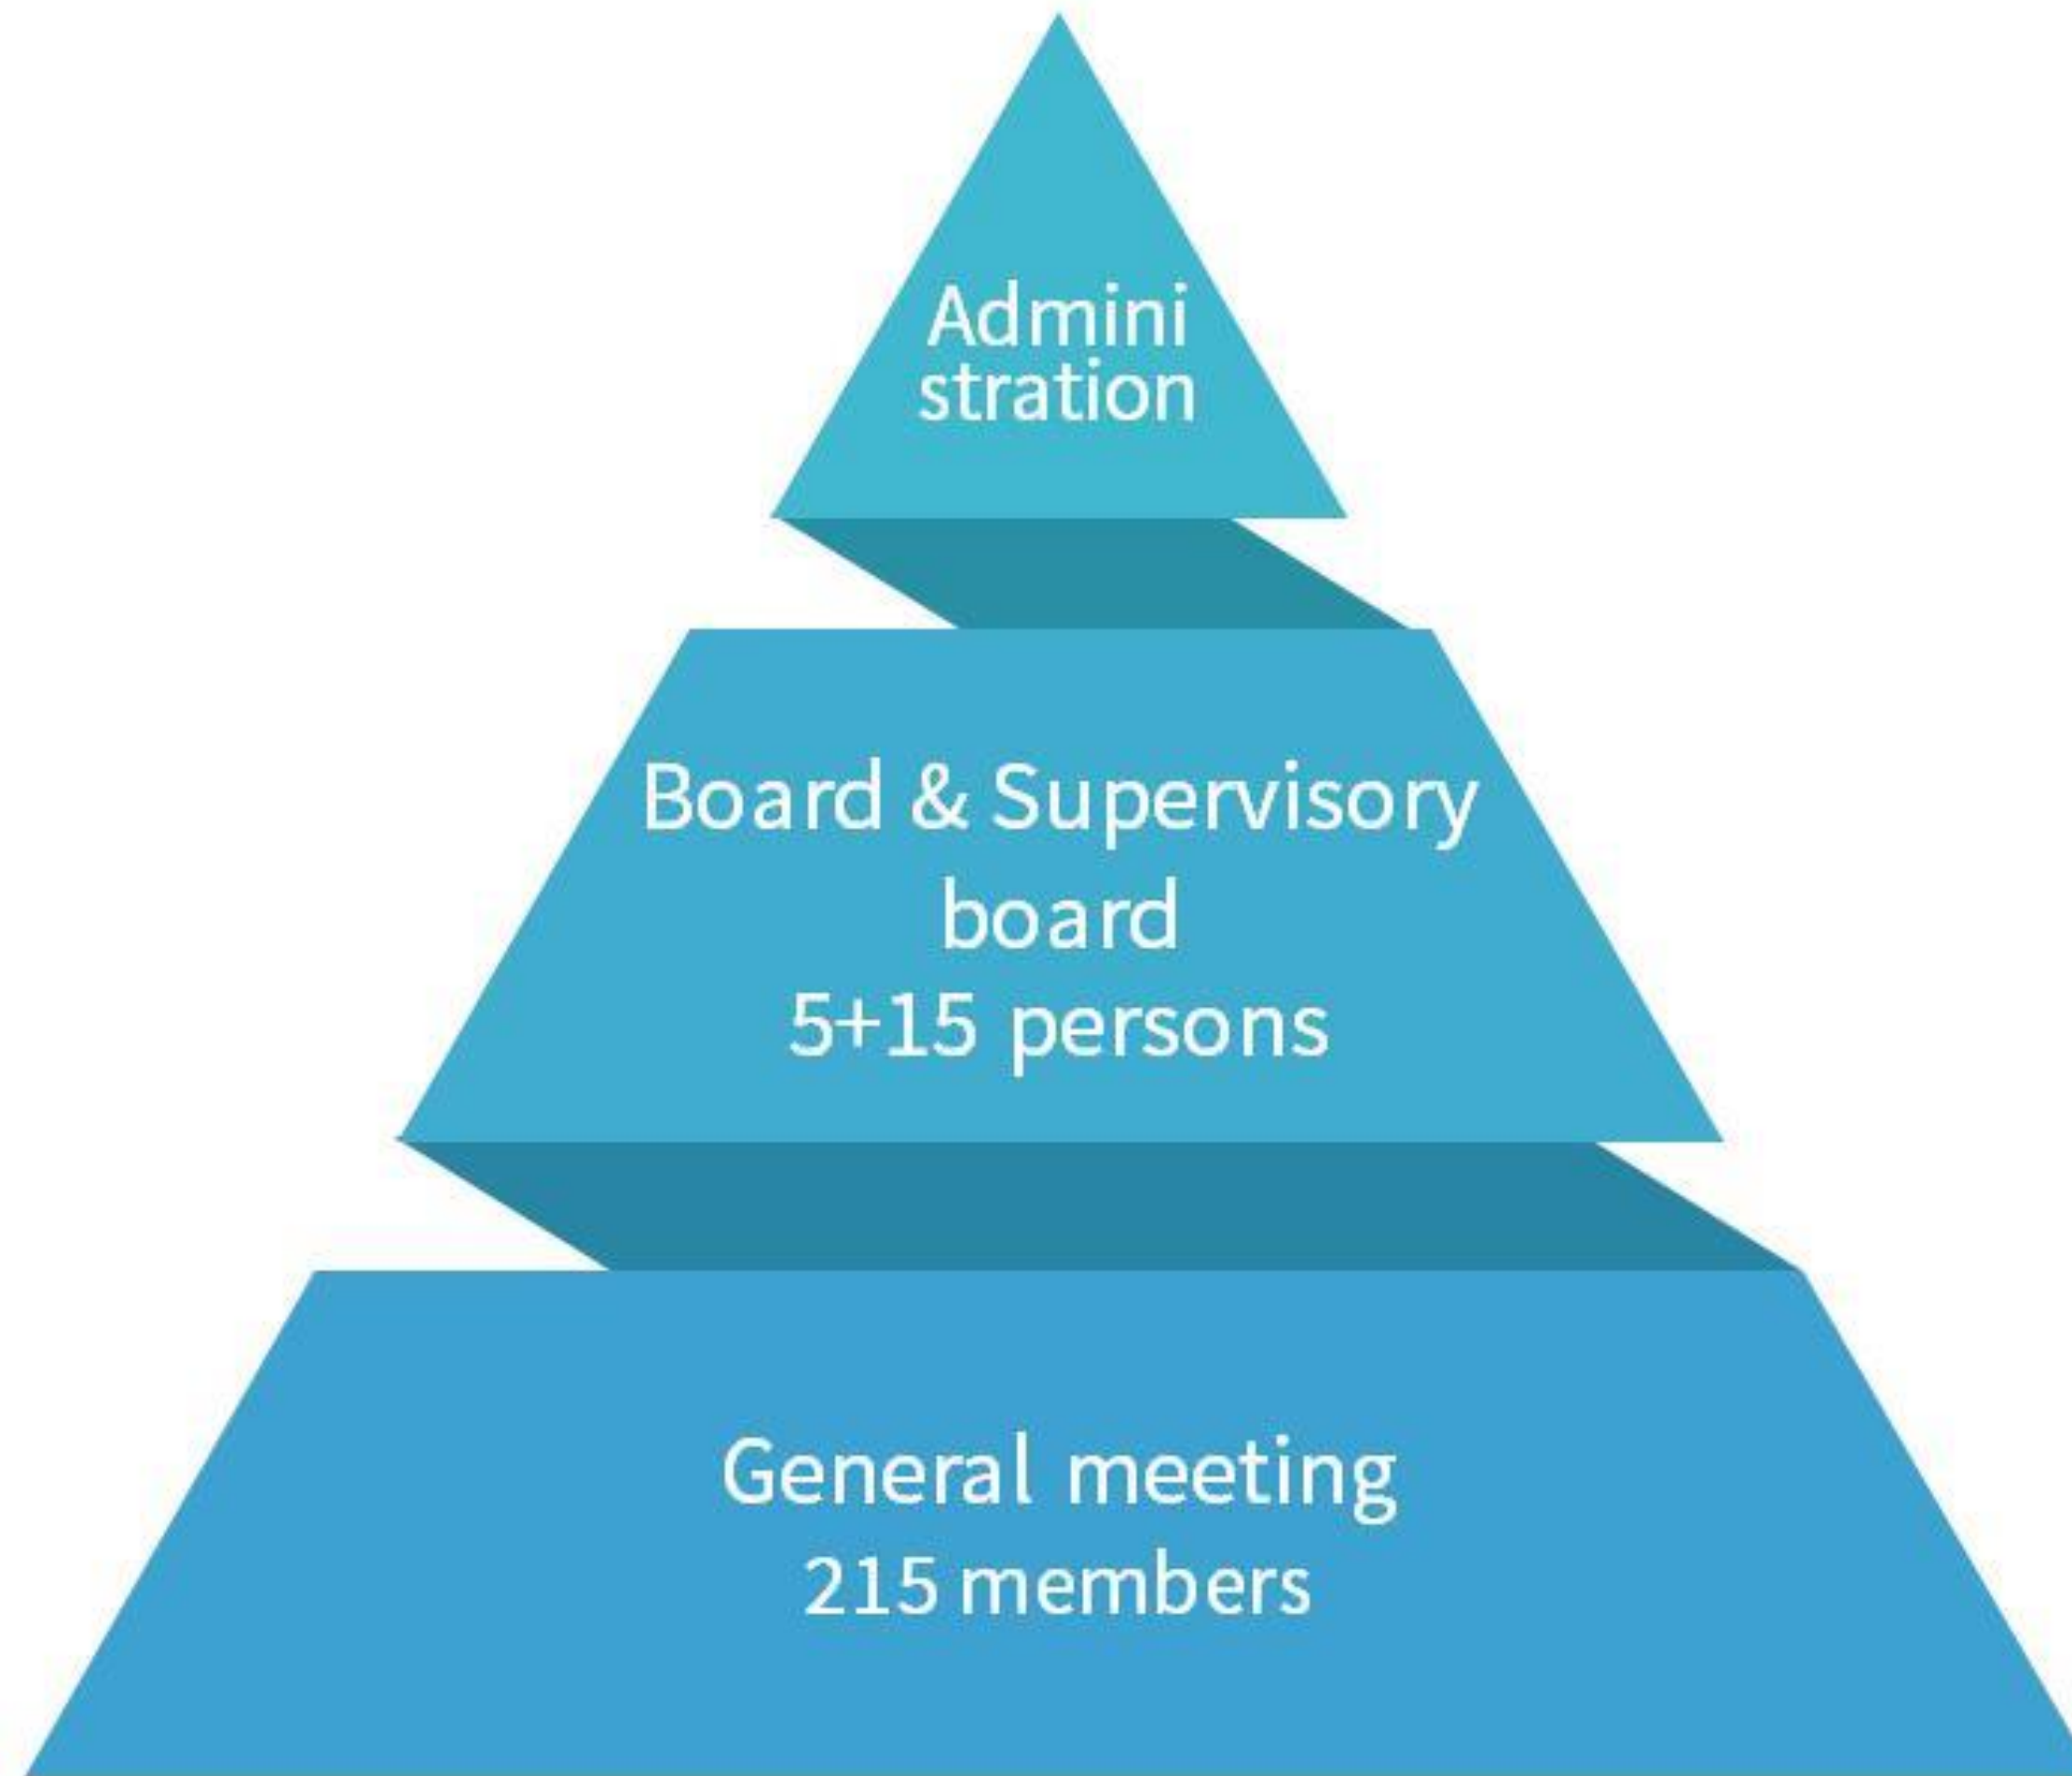 Admini
stration
Board & Supervisory
board
5+15 persons
General meeting
215 members